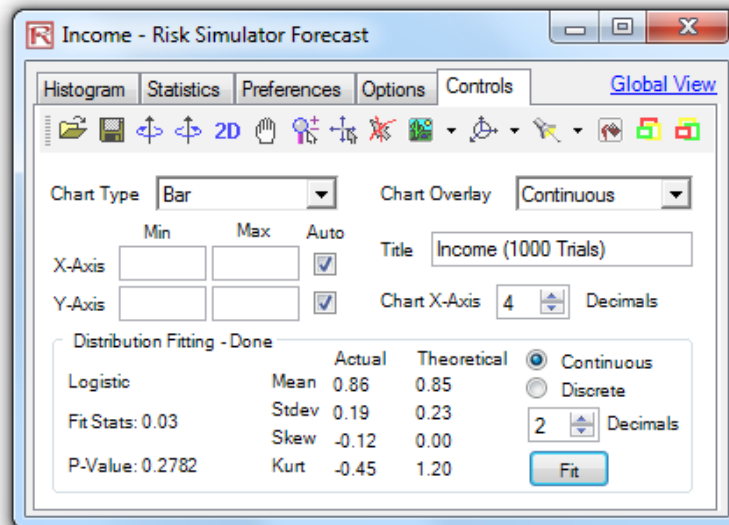 Income - Risk Simulator Forecast
Histogram Statistics Preferences Options Controls Global View
2D
Chart Type Bar Chart Overlay Continuous
Min Max Auto
Title Income (1000 Trials)
X-Axis
Y-Axis Chart X-Axis 4 Decimals
Distribution Fitting - Done
Actual Theoretical Continuous
Logistic Mean 0.86 0.85 Discrete
Stdev 0.19 0.23
Fit Stats: 0.03 2 Decimals
Skew -0.12 0.00
P-Value: 0.2782 Kurt -0.45 1.20 Fit